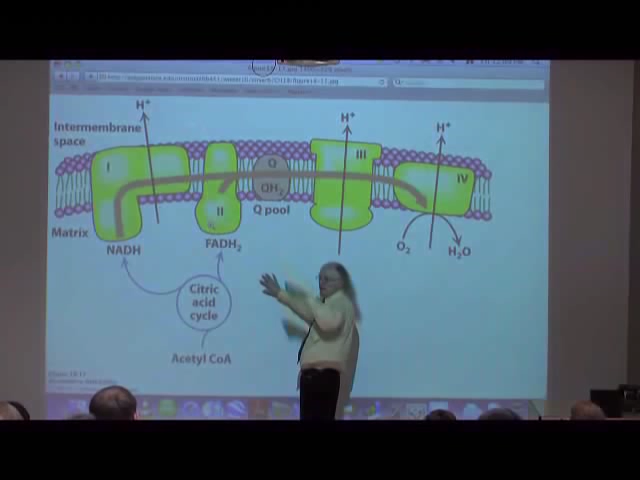 H⁺
H⁺
H⁺
Intermembrane
space
I
III
IV
Q
QH₂
II
Q pool
Matrix
NADH
FADH₂
O₂
H₂O
Citric
acid
cycle
Acetyl CoA